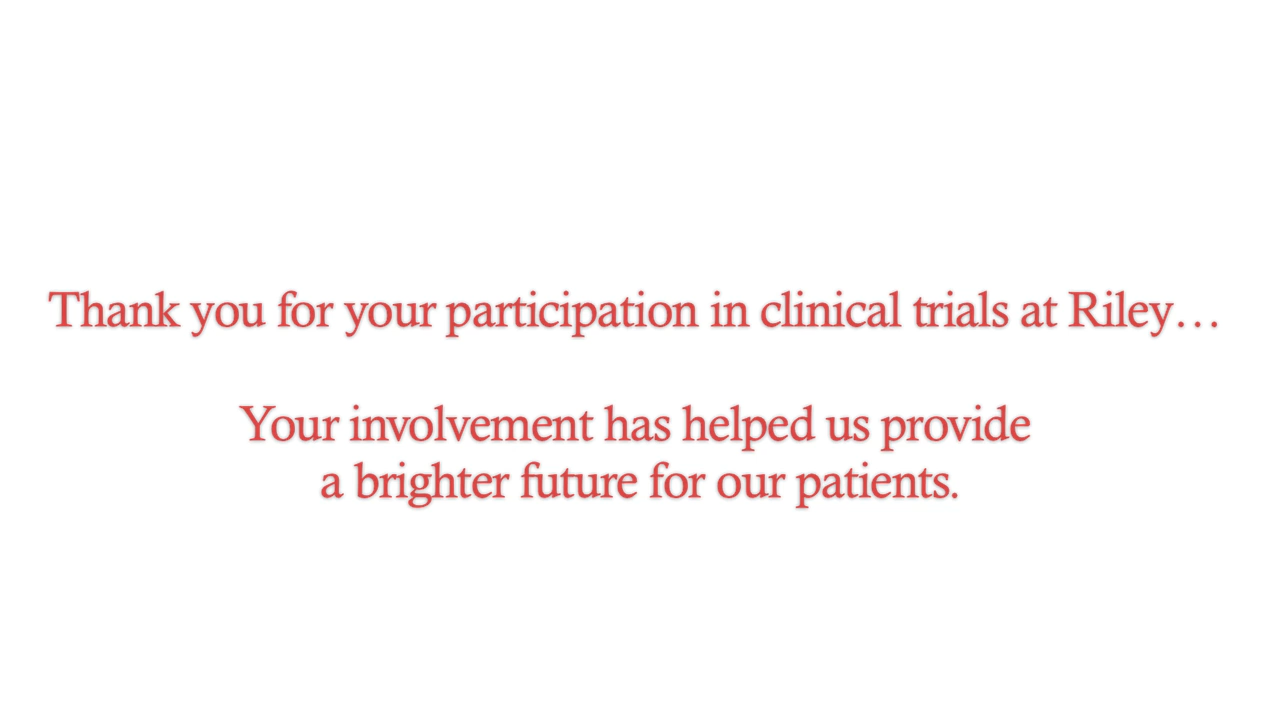 Thank you for your participation in clinical trials at Riley…
Your involvement has helped us provide
a brighter future for our patients.